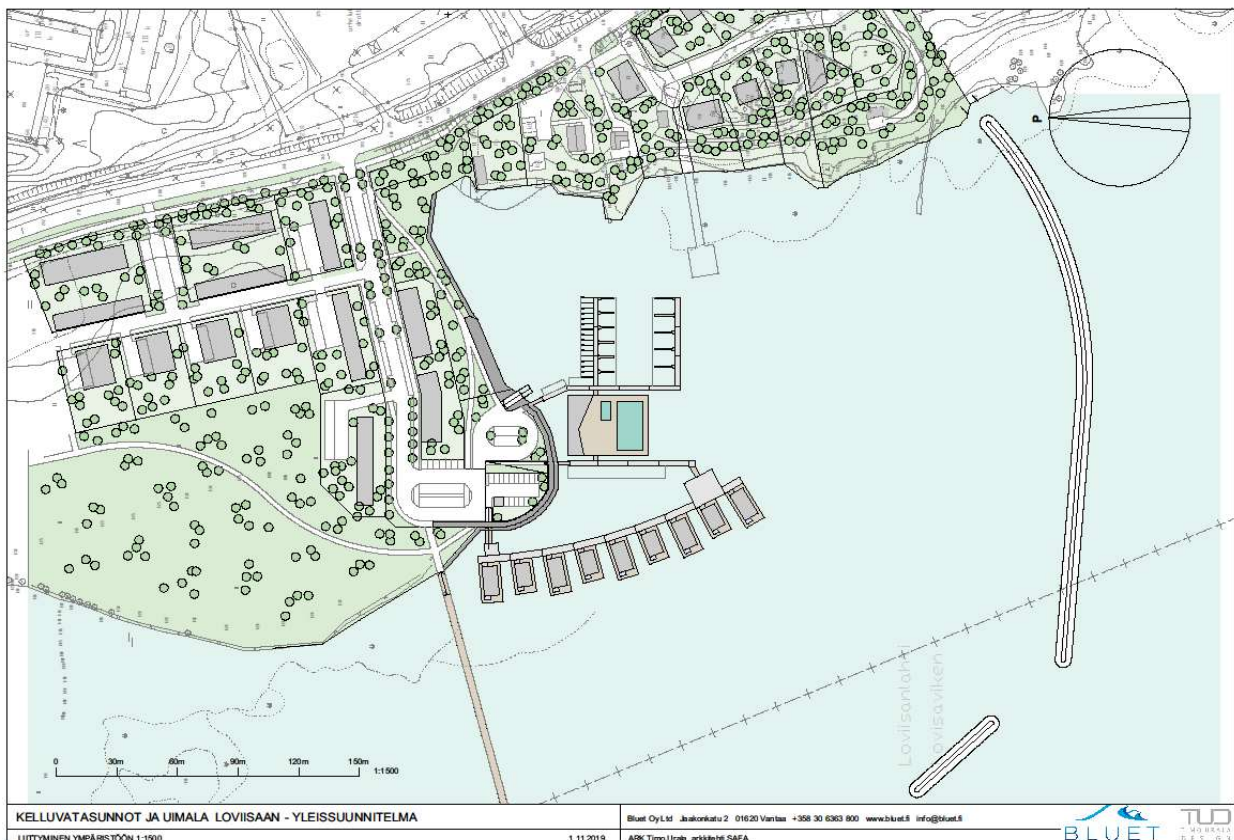 P
Loviisanlahti
Lovisaviken
0 30m 60m 90m 120m 150m
1:1500
KELLUVATASUNNOT JA UIMALA LOVIISAAN - YLEISSUUNNITELMA
LIITTYMINEN YMPÄRISTÖÖN 1:1500 1.11.2019
Bluet Oy Ltd Jaakonkatu 2 01620 Vantaa +358 30 6363 800 www.bluet.fi info@bluet.fi
ARK Timo Urala, arkkitehti SAFA
BLUET
TUD